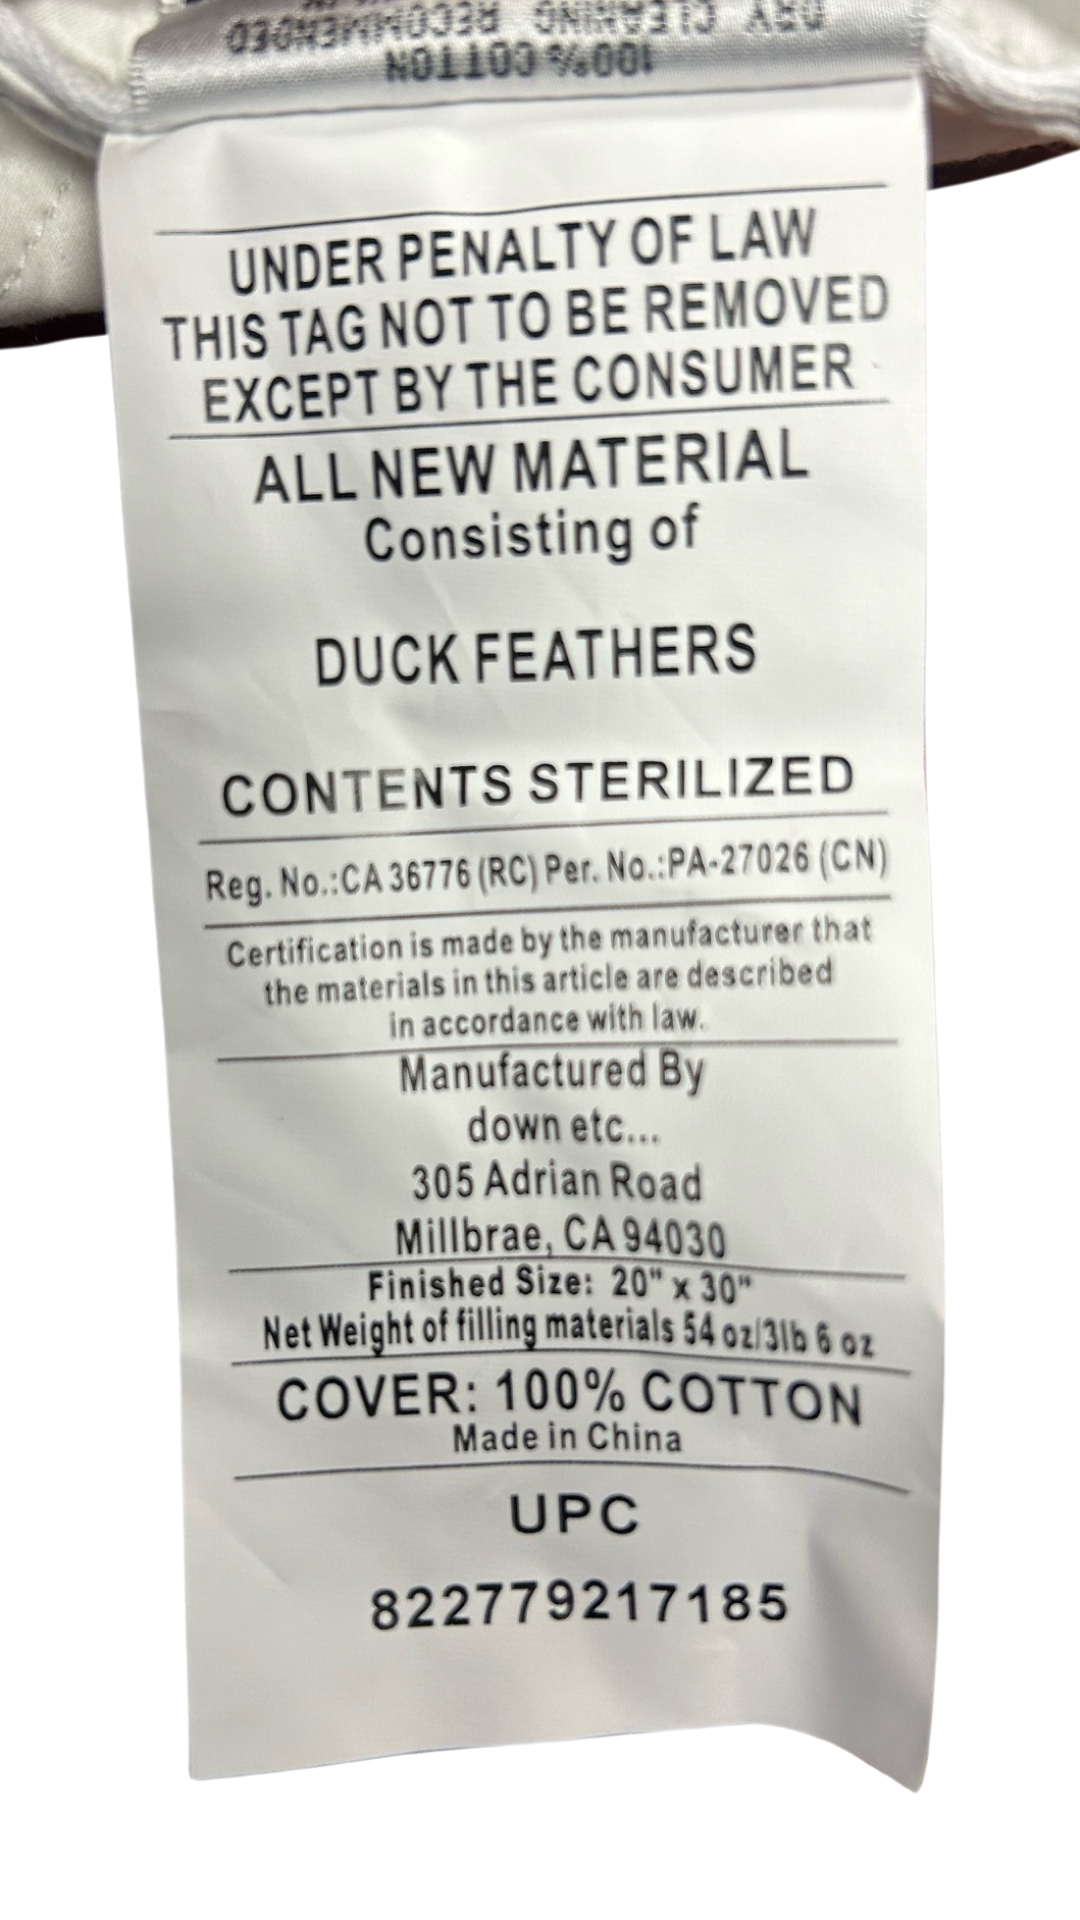 DRY CLEANING RECOMMENDED
100% COTTON
UNDER PENALTY OF LAW
THIS TAG NOT TO BE REMOVED
EXCEPT BY THE CONSUMER
ALL NEW MATERIAL
Consisting of
DUCK FEATHERS
CONTENTS STERILIZED
Reg. No.:CA 36776 (RC) Per. No.:PA-27026 (CN)
Certification is made by the manufacturer that
the materials in this article are described
in accordance with law.
Manufactured By
down etc...
305 Adrian Road
Millbrae, CA 94030
Finished Size: 20" x 30"
Net Weight of filling materials 54 oz/3lb 6 oz
COVER: 100% COTTON
Made in China
UPC
822779217185